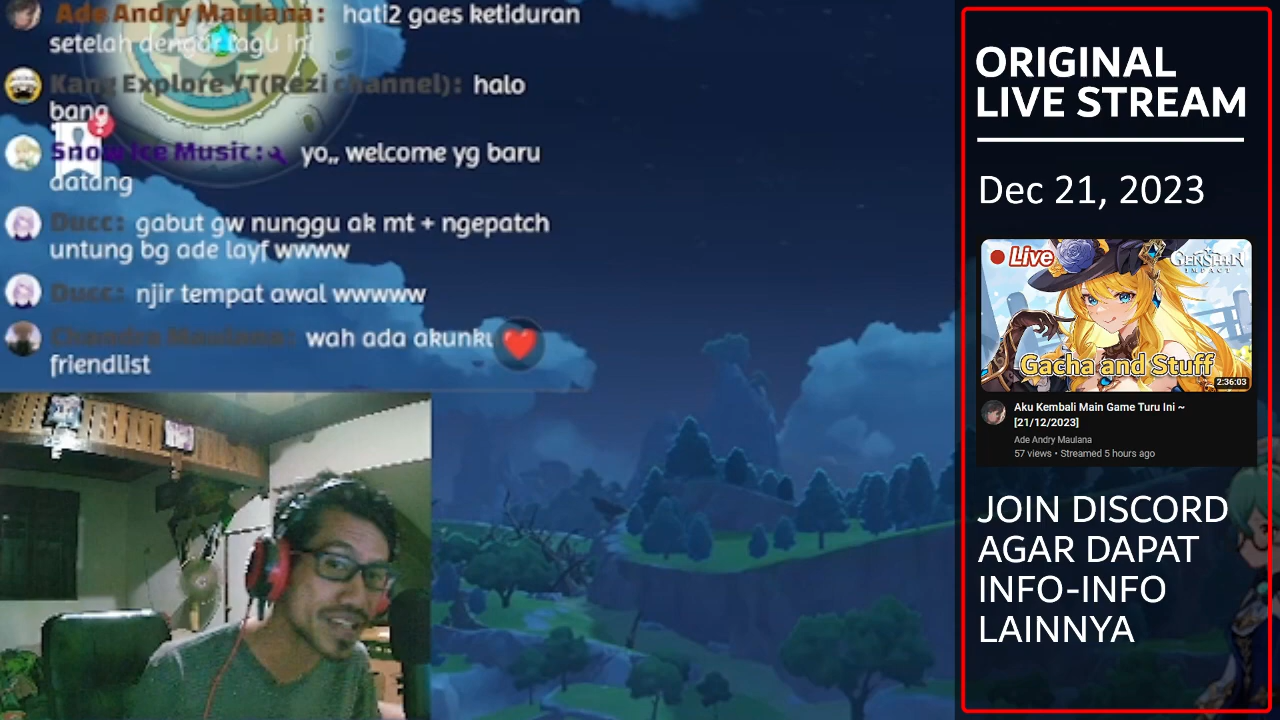 Ade Andry Maulana: hati2 gaes ketiduran
setelah dengar lagu ini
Kang Explore YT(Rezi channel): halo
bang
Snow Ice Music: yo,, welcome yg baru
datang
Ducc: gabut gw nunggu ak mt + ngepatch
untung bg ade layf wwww
Ducc: njir tempat awal wwwww
Chandra Maulana: wah ada akunku
friendlist
ORIGINAL
LIVE STREAM
Dec 21, 2023
Live
GENSHIN
IMPACT
Gacha and Stuff
2:36:03
Aku Kembali Main Game Turu Ini ~
[21/12/2023]
Ade Andry Maulana
57 views • Streamed 5 hours ago
JOIN DISCORD
AGAR DAPAT
INFO-INFO
LAINNYA